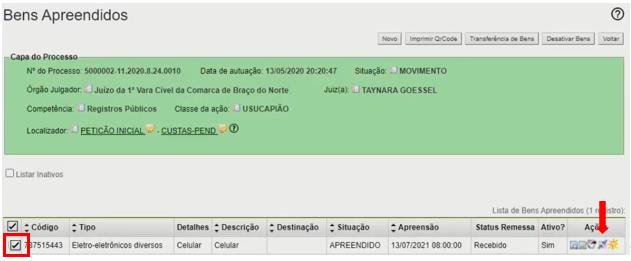 Bens Apreendidos
Novo Imprimir QrCode Transferência de Bens Desativar Bens Voltar
Capa do Processo
Nº do Processo: 5000002-11.2020.8.24.0010 Data de autuação: 13/05/2020 20:20:47 Situação: MOVIMENTO
Órgão Julgador: Juízo da 1ª Vara Cível da Comarca de Braço do Norte Juiz(a): TAYNARA GOESSEL
Competência: Registros Públicos Classe da ação: USUCAPIÃO
Localizador: PETIÇÃO INICIAL - CUSTAS-PEND
Listar Inativos
Lista de Bens Apreendidos (1 registro):
Código Tipo Detalhes Descrição Destinação Situação Apreensão Status Remessa Ativo?
787515443 Eletro-eletrônicos diversos Celular Celular APREENDIDO 13/07/2021 08:00:00 Recebido Sim